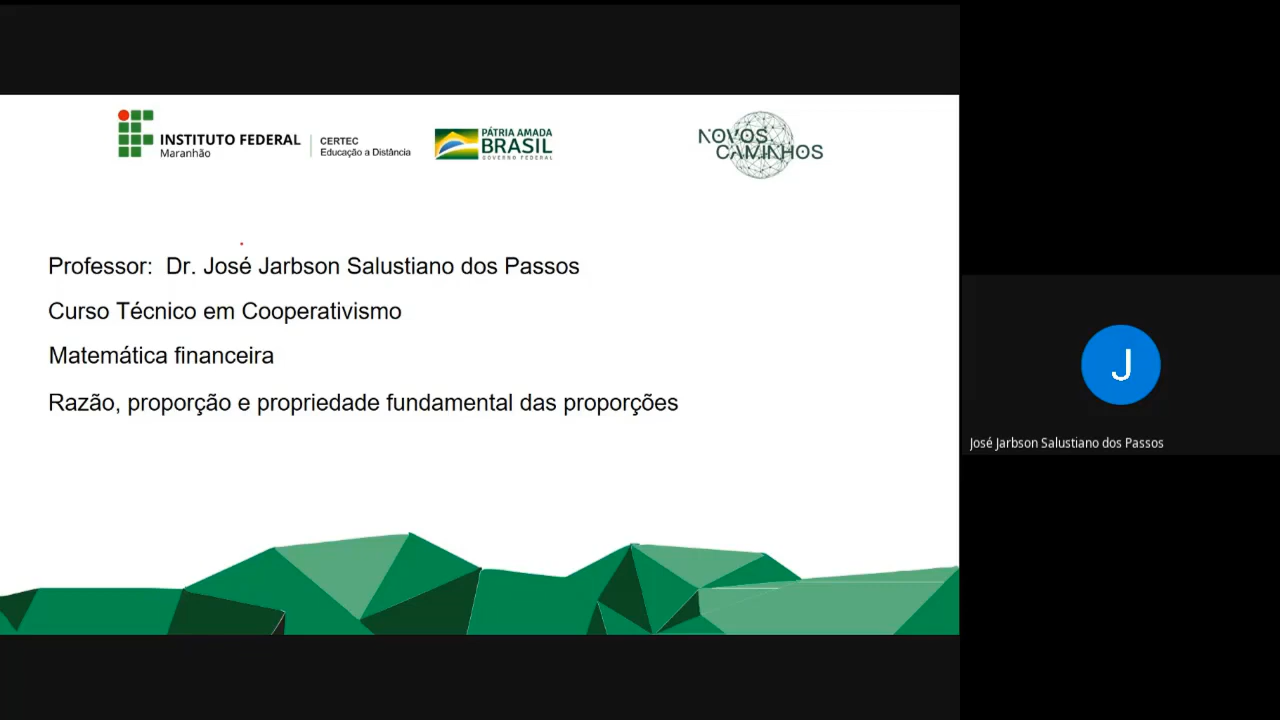 INSTITUTO FEDERAL
Maranhão
CERTEC
Educação a Distância
PÁTRIA AMADA
BRASIL
GOVERNO FEDERAL
NOVOS
CAMINHOS
Professor: Dr. José Jarbson Salustiano dos Passos
Curso Técnico em Cooperativismo
Matemática financeira
Razão, proporção e propriedade fundamental das proporções
J
José Jarbson Salustiano dos Passos